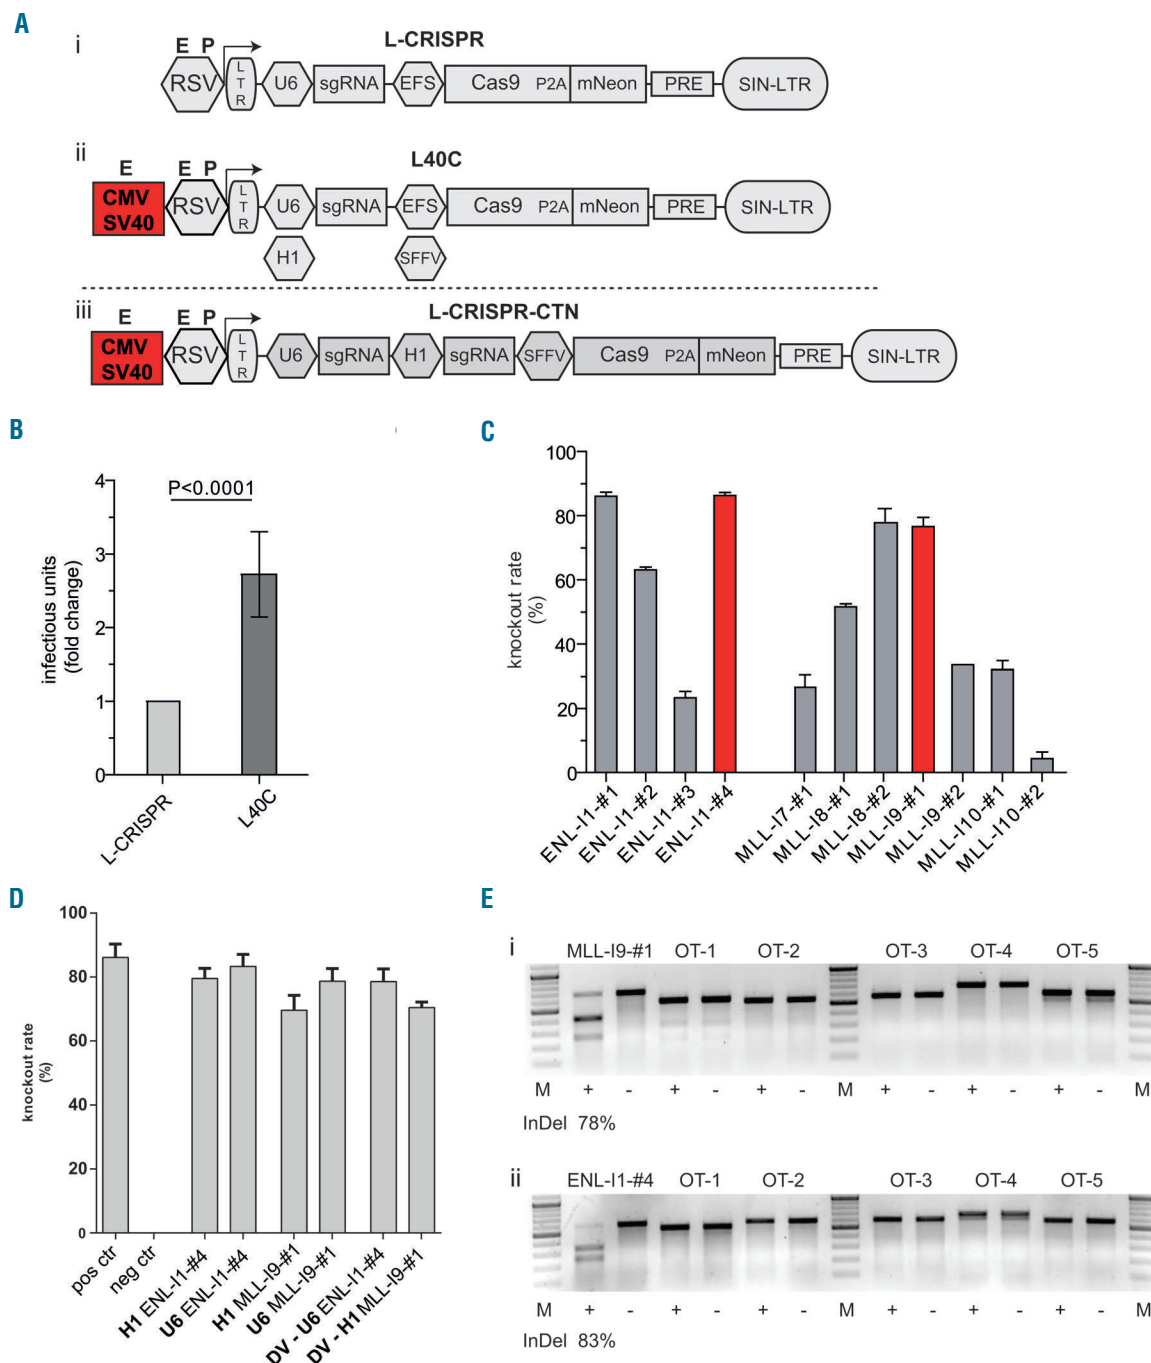 A
i
L-CRISPR
E P
RSV
LTR
U6
sgRNA
EFS
Cas9 P2A
mNeon
PRE
SIN-LTR
ii
L40C
E
E P
CMV
SV40
RSV
LTR
U6
sgRNA
EFS
Cas9 P2A
mNeon
PRE
SIN-LTR
H1
SFFV
iii
L-CRISPR-CTN
E
E P
CMV
SV40
RSV
LTR
U6
sgRNA
H1
sgRNA
SFFV
Cas9 P2A
mNeon
PRE
SIN-LTR
B
infectious units
(fold change)
4
3
2
1
0
P<0.0001
L-CRISPR
L40C
C
knockout rate
(%)
100
80
60
40
20
0
ENL-I1-#1
ENL-I1-#2
ENL-I1-#3
ENL-I1-#4
MLL-I7-#1
MLL-I8-#1
MLL-I8-#2
MLL-I9-#1
MLL-I9-#2
MLL-I10-#1
MLL-I10-#2
D
knockout rate
(%)
100
80
60
40
20
0
pos ctr
neg ctr
H1 ENL-I1-#4
U6 ENL-I1-#4
H1 MLL-I9-#1
U6 MLL-I9-#1
DV - U6 ENL-I1-#4
DV - H1 MLL-I9-#1
E
i
MLL-I9-#1 OT-1 OT-2 OT-3 OT-4 OT-5
M + - + - + - M + - + - + - M
InDel 78%
ii
ENL-I1-#4 OT-1 OT-2 OT-3 OT-4 OT-5
M + - + - + - M + - + - + - M
InDel 83%